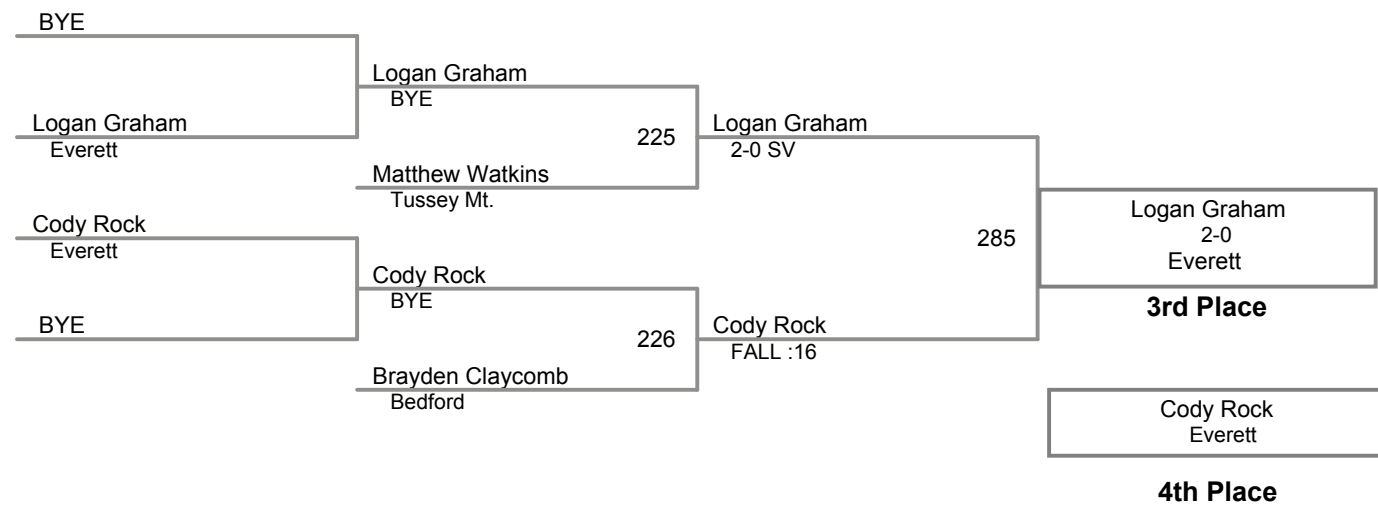 BYE
Logan Graham
BYE
Logan Graham
Everett
225
Logan Graham
2-0 SV
Matthew Watkins
Tussey Mt.
Cody Rock
Everett
285
Logan Graham
2-0
Everett
3rd Place
Cody Rock
BYE
BYE
226
Cody Rock
FALL :16
Brayden Claycomb
Bedford
Cody Rock
Everett
4th Place